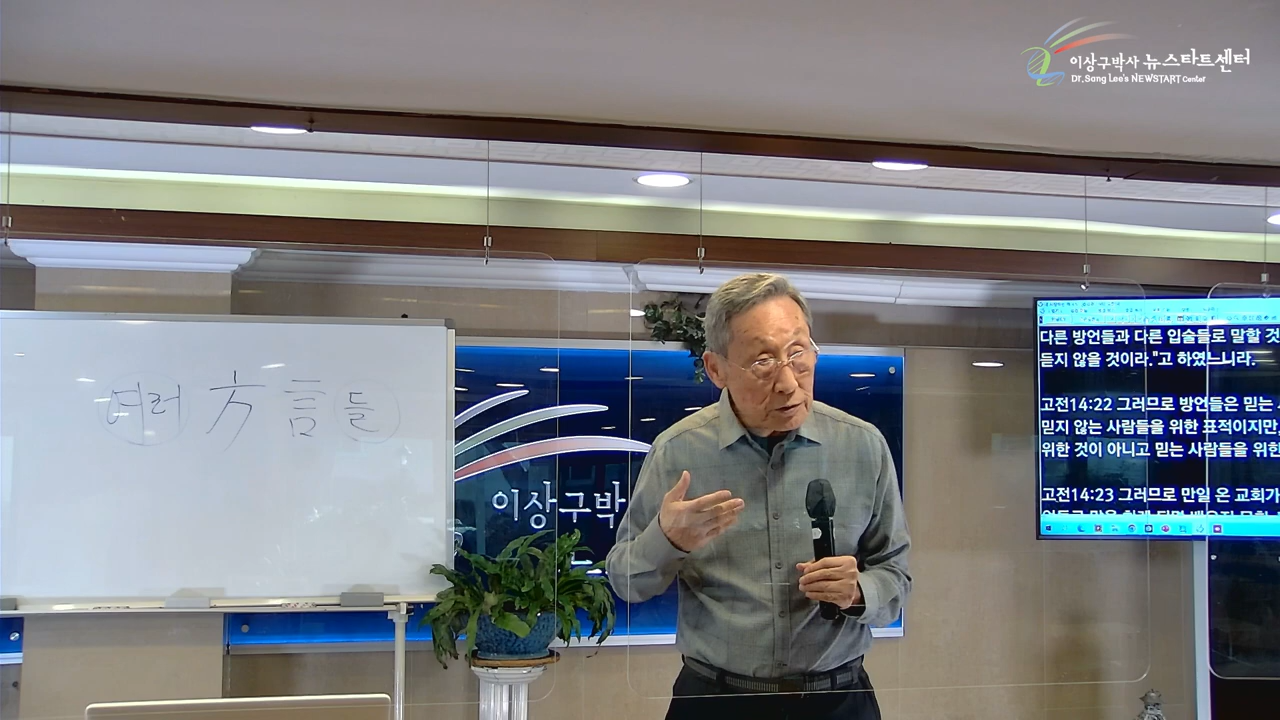 이상구박사 뉴스타트센터
Dr.Sang Lee's NEWSTART Center
여러 方言들
이상구박
다른 방언들과 다른 입술들로 말할 것
듣지 않을 것이라."고 하였느니라.
고전14:22 그러므로 방언들은 믿는
믿지 않는 사람들을 위한 표적이지만,
위한 것이 아니고 믿는 사람들을 위한
고전14:23 그러므로 만일 온 교회가